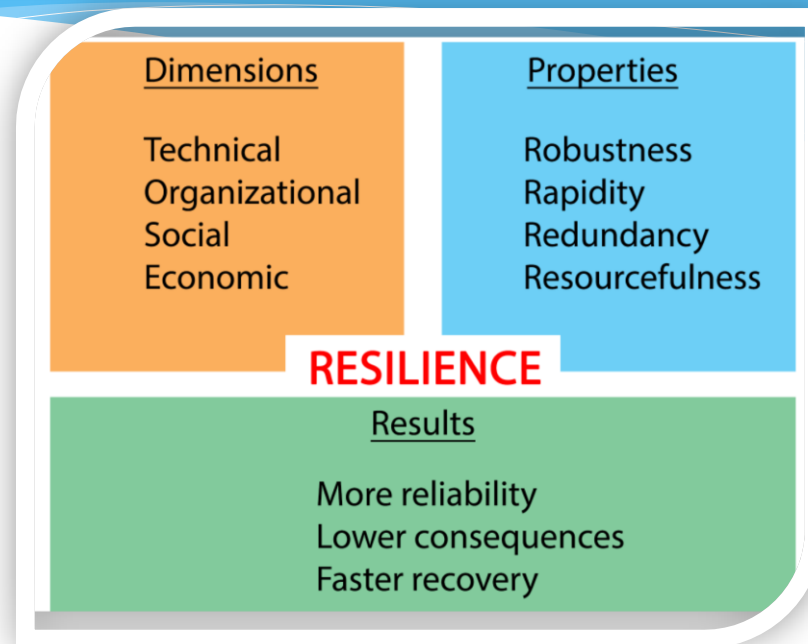 Dimensions
Technical
Organizational
Social
Economic
Properties
Robustness
Rapidity
Redundancy
Resourcefulness
RESILIENCE
Results
More reliability
Lower consequences
Faster recovery